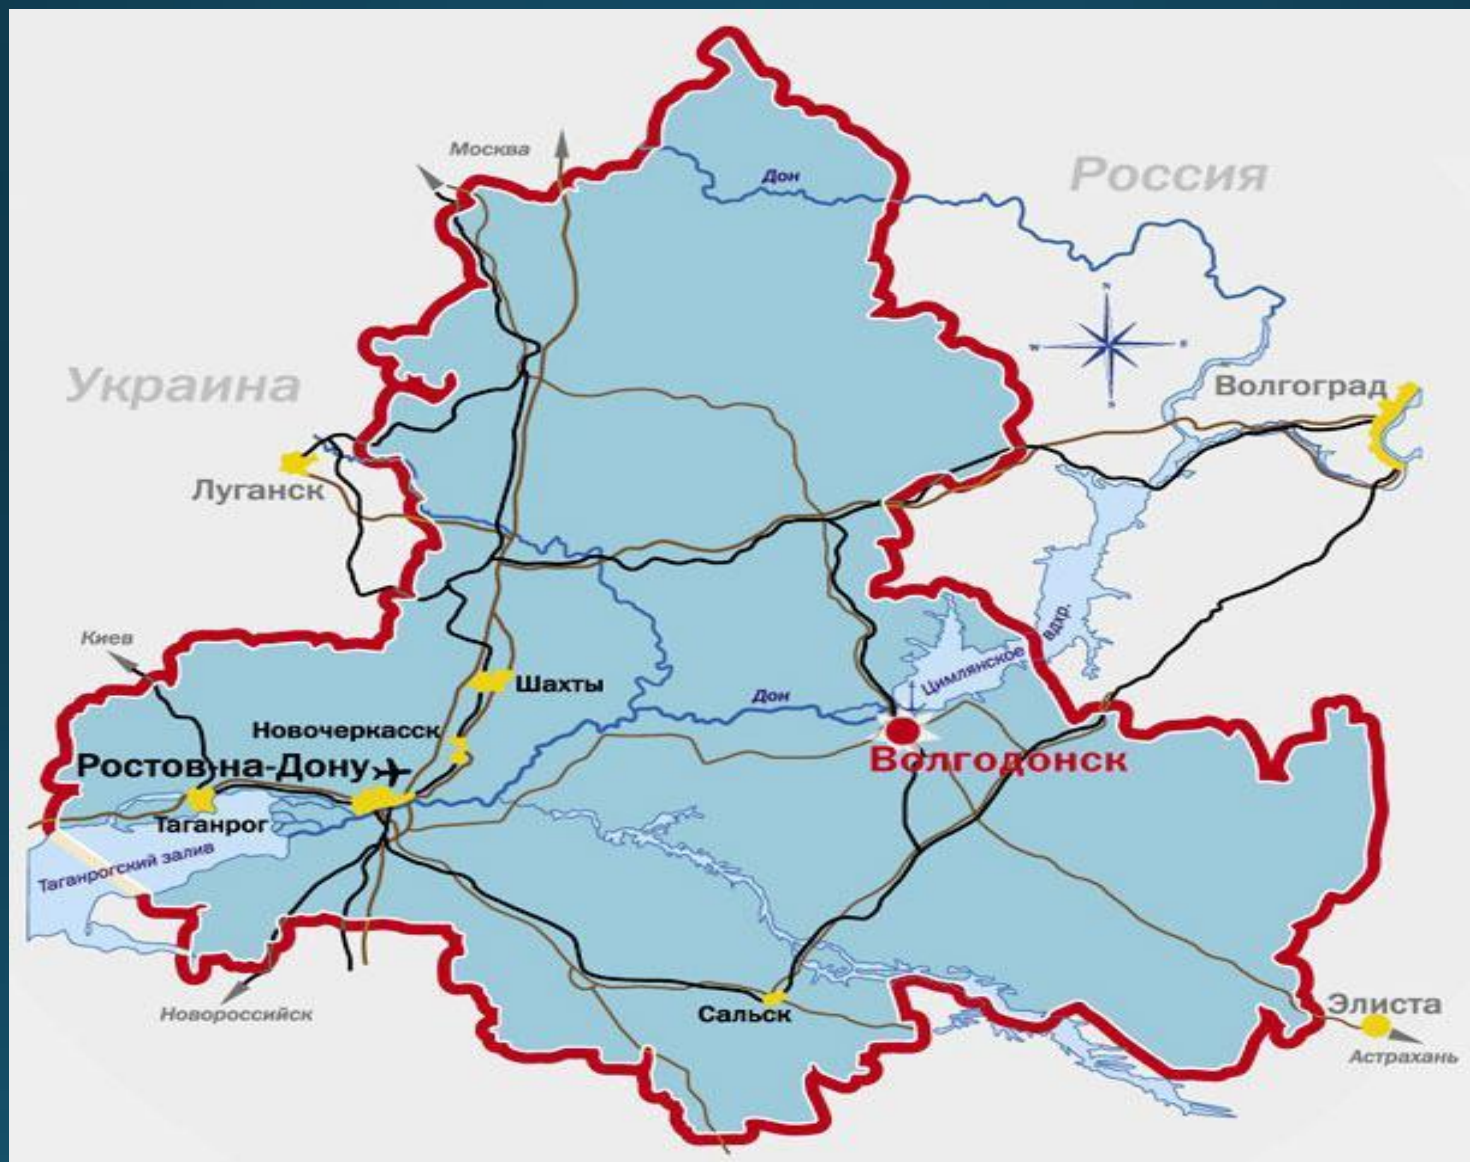 Москва
Дон
Россия
N
W
E
S
Украина
Волгоград
Луганск
вдхр.
Киев
Цимлянское
Шахты
Дон
Новочеркасск
Волгодонск
Ростов-на-Дону
Таганрог
Таганрогский залив
Сальск
Новороссийск
Элиста
Астрахань